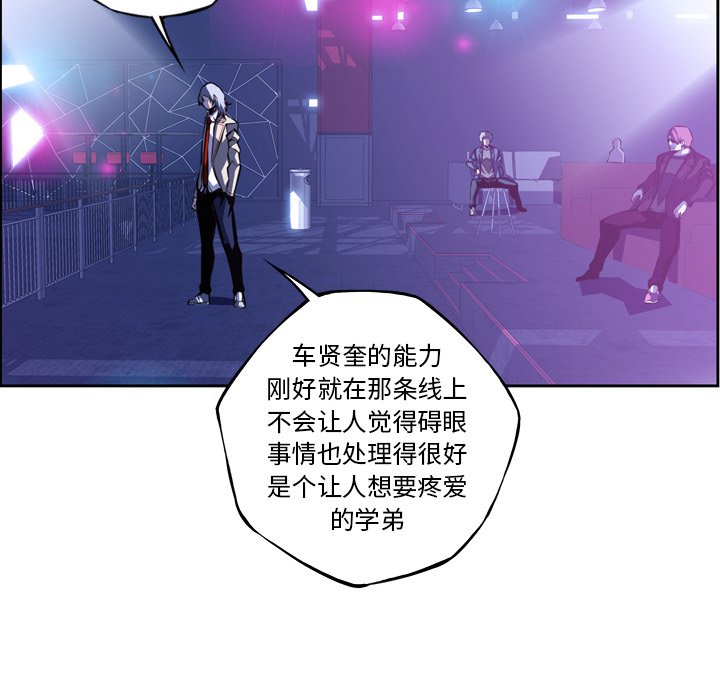 车贤奎的能力
刚好就在那条线上
不会让人觉得碍眼
事情也处理得很好
是个让人想要疼爱
的学弟